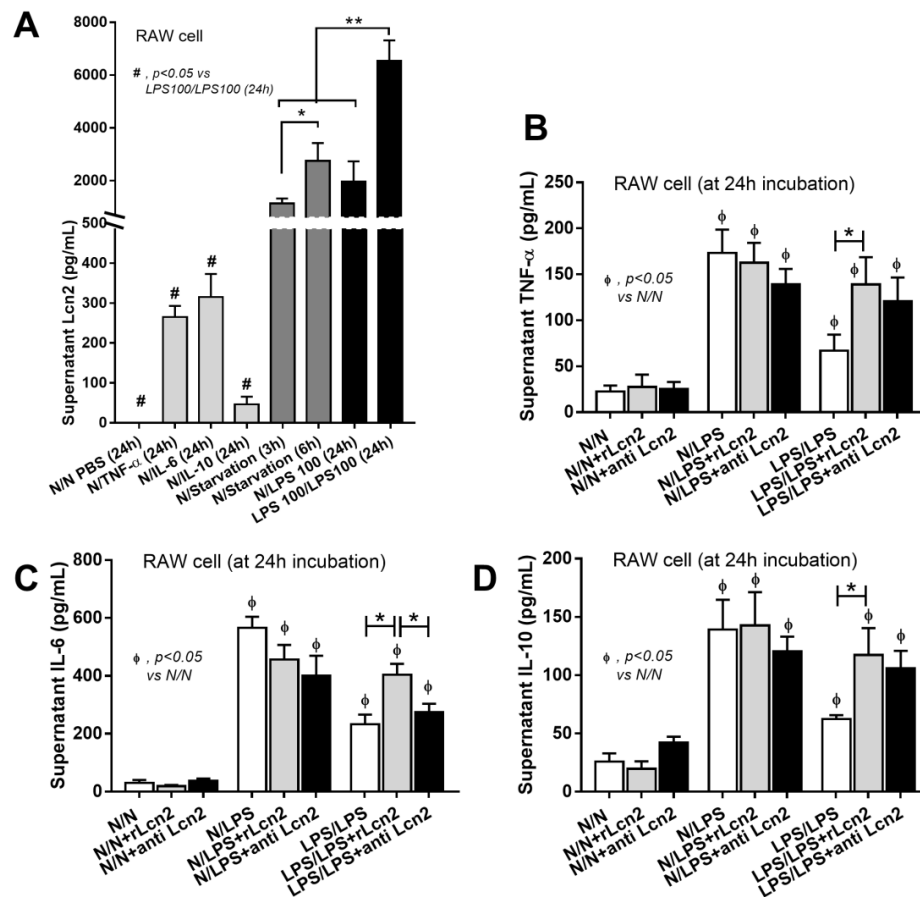 A
RAW cell
#, p<0.05 vs
LPS100/LPS100 (24h)
**
*
#
#
#
#
Supernatant Lcn2 (pg/mL)
8000
6000
4000
2000
500
400
300
200
100
0
N/N PBS (24h)
N/TNF-α (24h)
N/IL-6 (24h)
N/IL-10 (24h)
N/Starvation (3h)
N/Starvation (6h)
N/LPS 100 (24h)
LPS 100/LPS100 (24h)
B
RAW cell (at 24h incubation)
ϕ, p<0.05
vs N/N
ϕ
ϕ
ϕ
*
ϕ
ϕ
ϕ
Supernatant TNF-α (pg/mL)
250
200
150
100
50
0
N/N
N/N+rLcn2
N/N+anti Lcn2
N/LPS
N/LPS+rLcn2
N/LPS+anti Lcn2
LPS/LPS
LPS/LPS+rLcn2
LPS/LPS+anti Lcn2
C
RAW cell (at 24h incubation)
ϕ, p<0.05
vs N/N
ϕ
ϕ
ϕ
*
*
ϕ
ϕ
ϕ
Supernatant IL-6 (pg/mL)
800
600
400
200
0
N/N
N/N+rLcn2
N/N+anti Lcn2
N/LPS
N/LPS+rLcn2
N/LPS+anti Lcn2
LPS/LPS
LPS/LPS+rLcn2
LPS/LPS+anti Lcn2
D
RAW cell (at 24h incubation)
ϕ, p<0.05
vs N/N
ϕ
ϕ
ϕ
*
ϕ
ϕ
ϕ
Supernatant IL-10 (pg/mL)
200
150
100
50
0
N/N
N/N+rLcn2
N/N+anti Lcn2
N/LPS
N/LPS+rLcn2
N/LPS+anti Lcn2
LPS/LPS
LPS/LPS+rLcn2
LPS/LPS+anti Lcn2